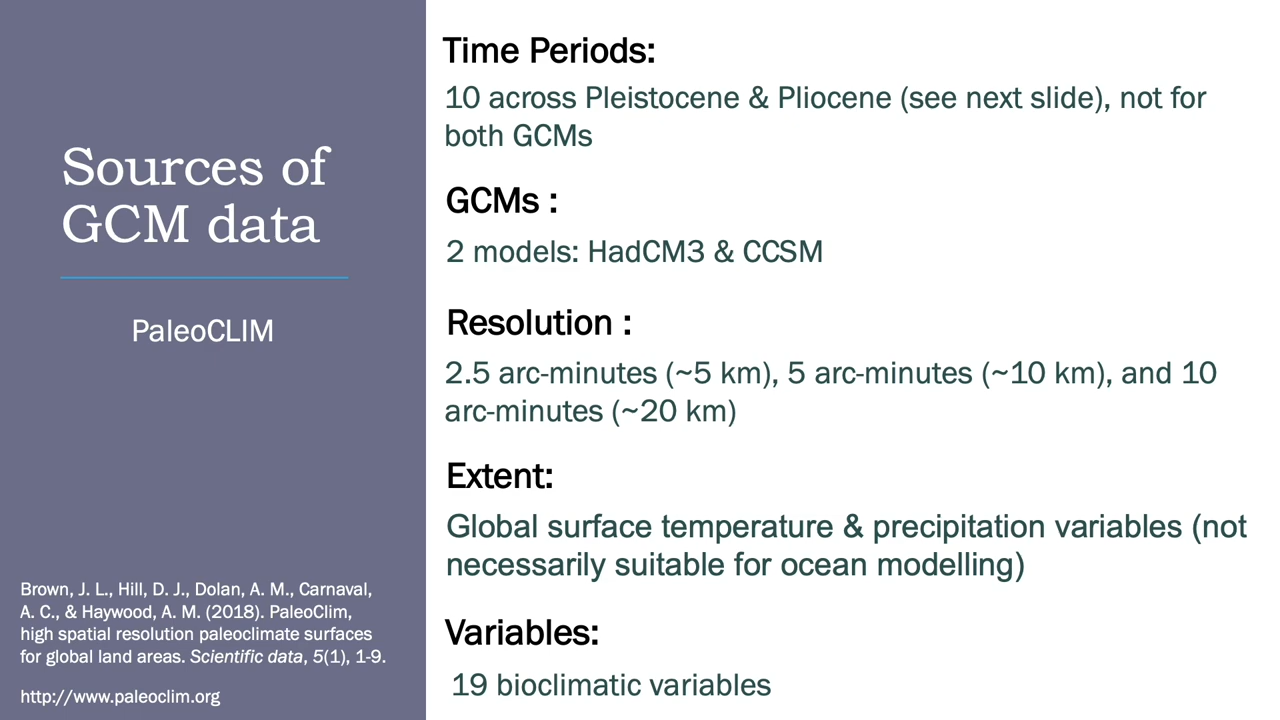 Sources of
GCM data
PaleoCLIM
Brown, J. L., Hill, D. J., Dolan, A. M., Carnaval,
A. C., & Haywood, A. M. (2018). PaleoClim,
high spatial resolution paleoclimate surfaces
for global land areas. Scientific data, 5(1), 1-9.
http://www.paleoclim.org
Time Periods:
10 across Pleistocene & Pliocene (see next slide), not for
both GCMs
GCMs :
2 models: HadCM3 & CCSM
Resolution :
2.5 arc-minutes (~5 km), 5 arc-minutes (~10 km), and 10
arc-minutes (~20 km)
Extent:
Global surface temperature & precipitation variables (not
necessarily suitable for ocean modelling)
Variables:
19 bioclimatic variables